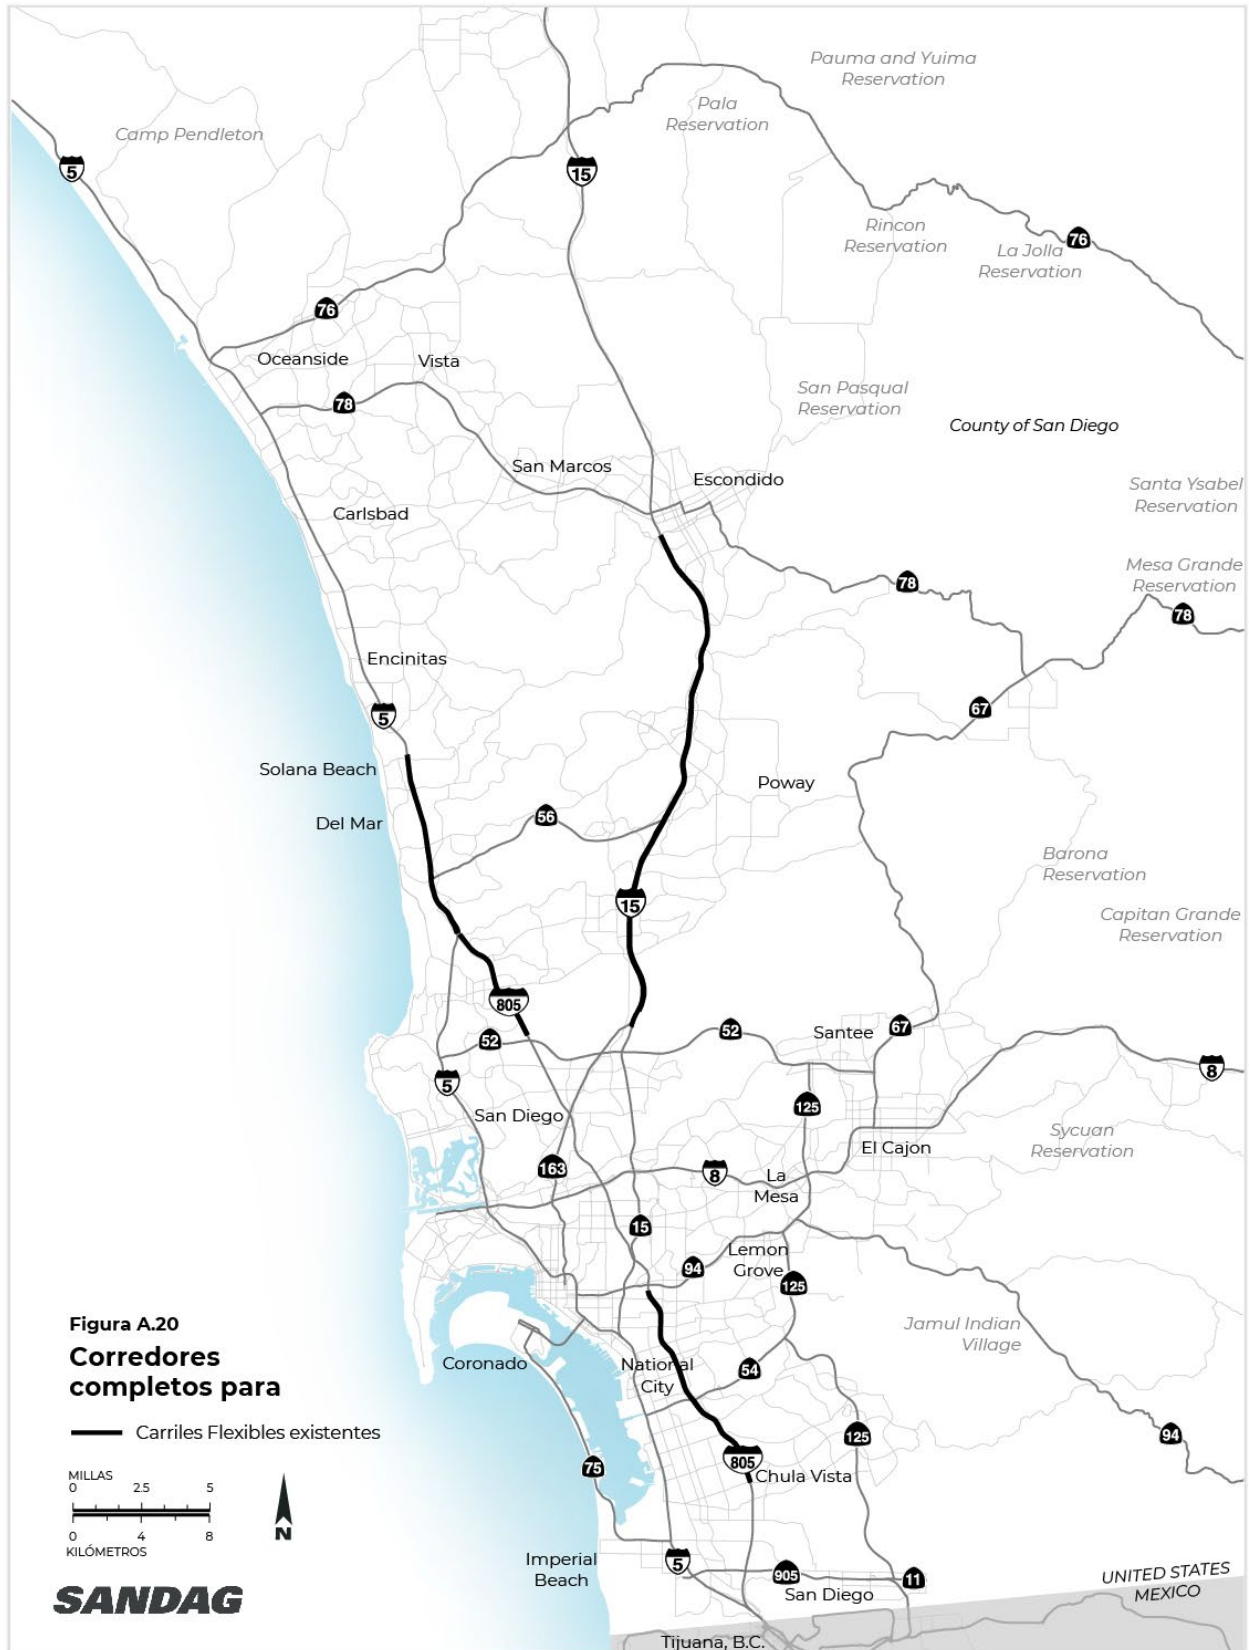 Pauma and Yuima
Reservation
Pala
Reservation
Camp Pendleton
5
15
Rincon
Reservation
76
La Jolla
Reservation
76
Oceanside
Vista
78
San Pasqual
Reservation
County of San Diego
San Marcos
Escondido
Santa Ysabel
Reservation
Carlsbad
Mesa Grande
Reservation
78
78
Encinitas
5
67
Solana Beach
Poway
56
Del Mar
Barona
Reservation
15
Capitan Grande
Reservation
805
52
52
Santee
67
8
5
San Diego
125
Sycuan
Reservation
El Cajon
163
8
La
Mesa
15
Lemon
Grove
94
125
Figura A.20
Corredores
completos para
Carriles Flexibles existentes
Jamul Indian
Village
Coronado
National
City
54
125
94
805
75
Chula Vista
MILLAS
0 2.5 5
0 4 8
KILÓMETROS
N
SANDAG
Imperial
Beach
5
905
11
San Diego
UNITED STATES
MEXICO
Tijuana, B.C.